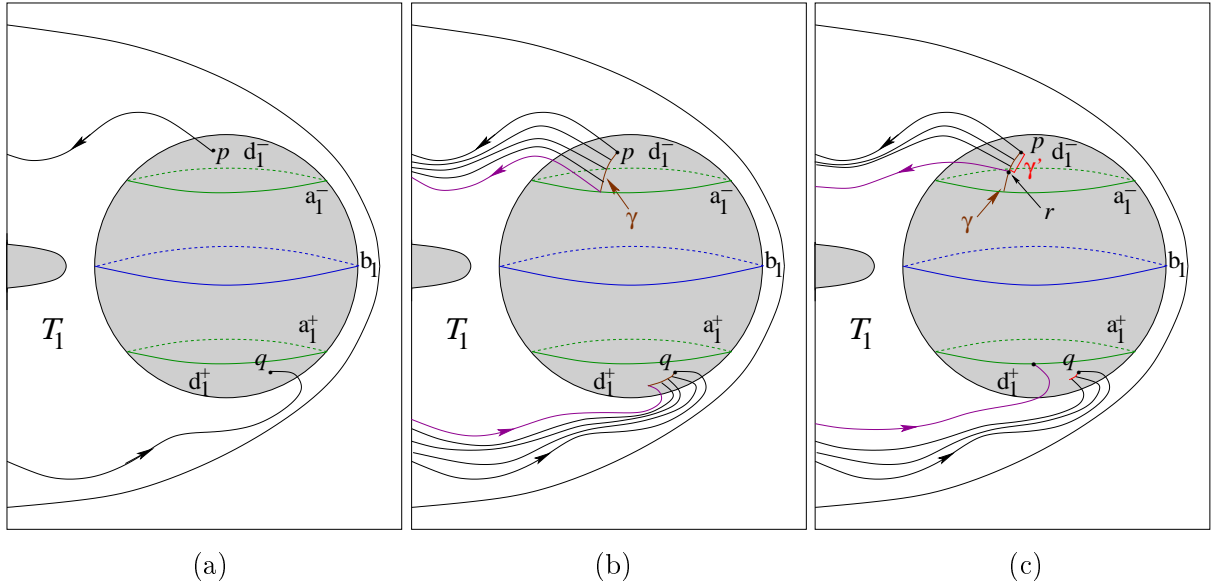 p d₁⁻
a₁⁻
b₁
T₁
a₁⁺
q
d₁⁺
(a)
p d₁⁻
a₁⁻
γ
b₁
T₁
a₁⁺
q
d₁⁺
(b)
p d₁⁻
γ'
a₁⁻
γ r
b₁
T₁
a₁⁺
q
d₁⁺
(c)